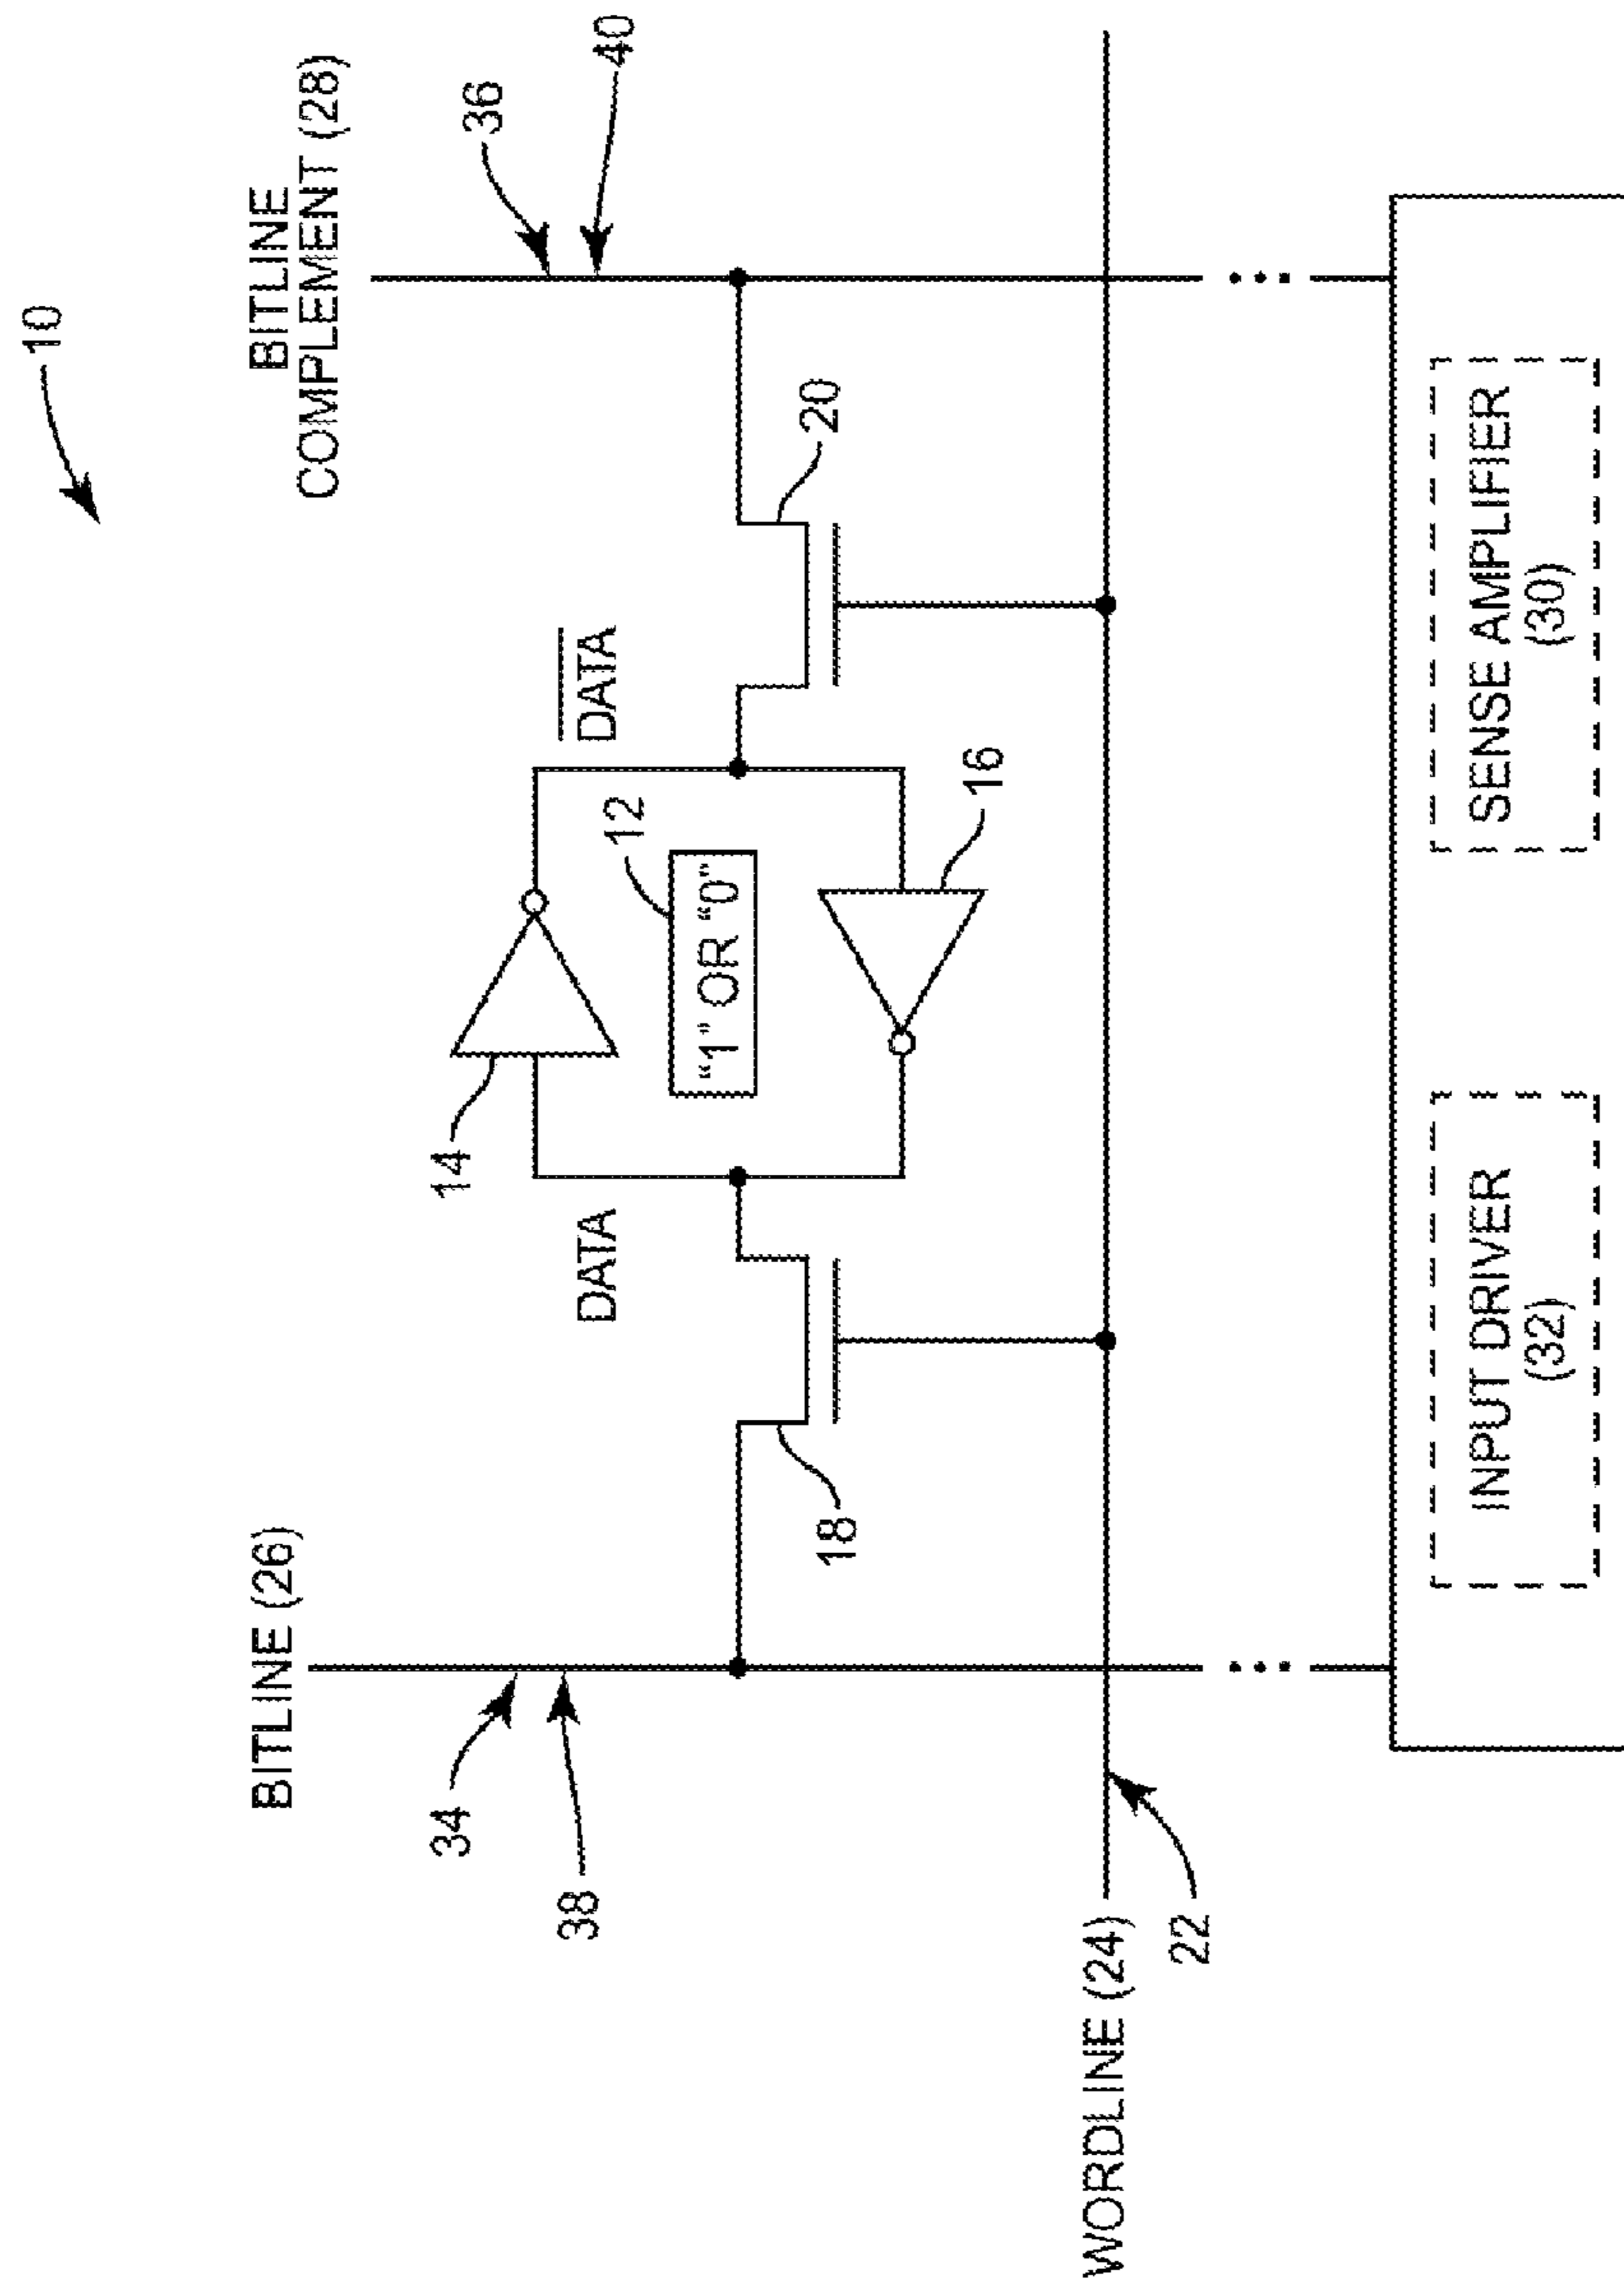 10
BITLINE (26)
BITLINE
COMPLEMENT (28)
34
38
36
40
14
12
"1" OR "0"
DATA
DATA
16
18
20
WORDLINE (24)
22
INPUT DRIVER
(32)
SENSE AMPLIFIER
(30)